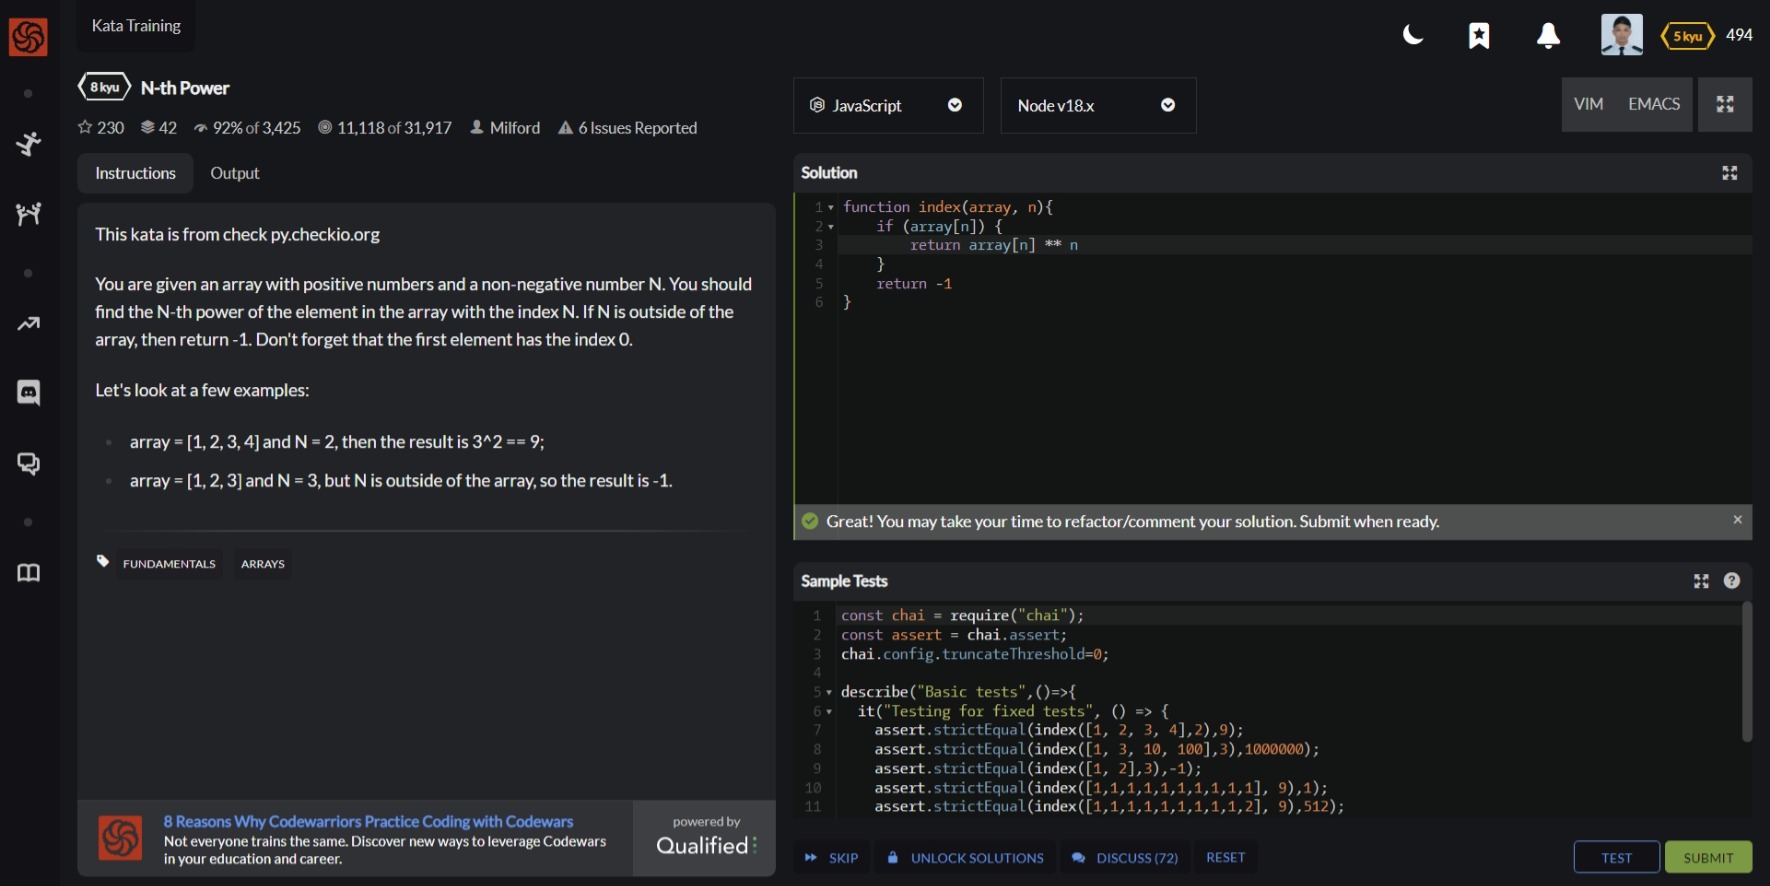 Kata Training
5 kyu
494
8 kyu
N-th Power
230
42
92% of 3,425
11,118 of 31,917
Milford
6 Issues Reported
JavaScript
Node v18.x
VIM
EMACS
Instructions
Output
This kata is from check py.checkio.org
You are given an array with positive numbers and a non-negative number N. You should
find the N-th power of the element in the array with the index N. If N is outside of the
array, then return -1. Don't forget that the first element has the index 0.
Let's look at a few examples:
array = [1, 2, 3, 4] and N = 2, then the result is 3^2 == 9;
array = [1, 2, 3] and N = 3, but N is outside of the array, so the result is -1.
FUNDAMENTALS
ARRAYS
8 Reasons Why Codewarriors Practice Coding with Codewars
Not everyone trains the same. Discover new ways to leverage Codewars
in your education and career.
powered by
Qualified
Solution
1 function index(array, n){
2 if (array[n]) {
3 return array[n] ** n
4 }
5 return -1
6 }
Great! You may take your time to refactor/comment your solution. Submit when ready.
Sample Tests
1 const chai = require("chai");
2 const assert = chai.assert;
3 chai.config.truncateThreshold=0;
4
5 describe("Basic tests",()=>{
6 it("Testing for fixed tests", () => {
7 assert.strictEqual(index([1, 2, 3, 4],2),9);
8 assert.strictEqual(index([1, 3, 10, 100],3),1000000);
9 assert.strictEqual(index([1, 2],3),-1);
10 assert.strictEqual(index([1,1,1,1,1,1,1,1,1,1], 9),1);
11 assert.strictEqual(index([1,1,1,1,1,1,1,1,1,2], 9),512);
SKIP
UNLOCK SOLUTIONS
DISCUSS (72)
RESET
TEST
SUBMIT